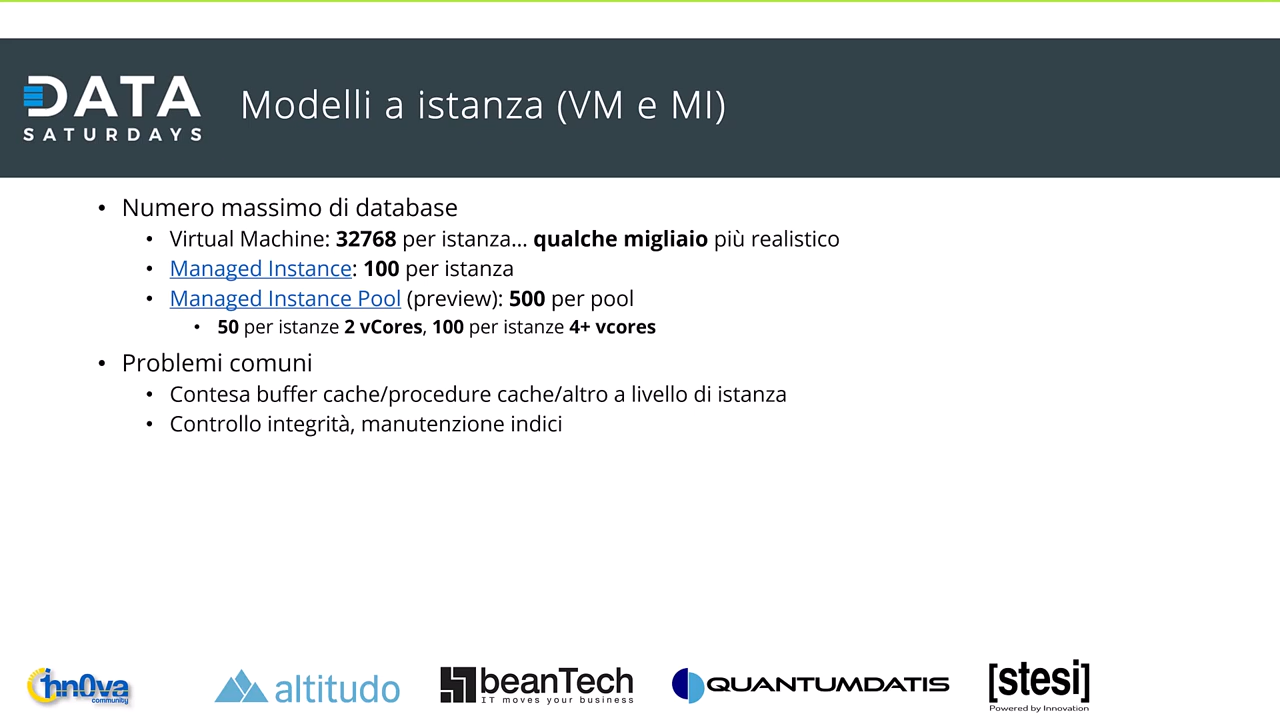 DATA
SATURDAYS
Modelli a istanza (VM e MI)
• Numero massimo di database
• Virtual Machine: 32768 per istanza... qualche migliaio più realistico
• Managed Instance: 100 per istanza
• Managed Instance Pool (preview): 500 per pool
• 50 per istanze 2 vCores, 100 per istanze 4+ vcores
• Problemi comuni
• Contesa buffer cache/procedure cache/altro a livello di istanza
• Controllo integrità, manutenzione indici
1nn0va
community
altitudo
beanTech
IT moves your business
QUANTUMDATIS
[stesi]
Powered by Innovation